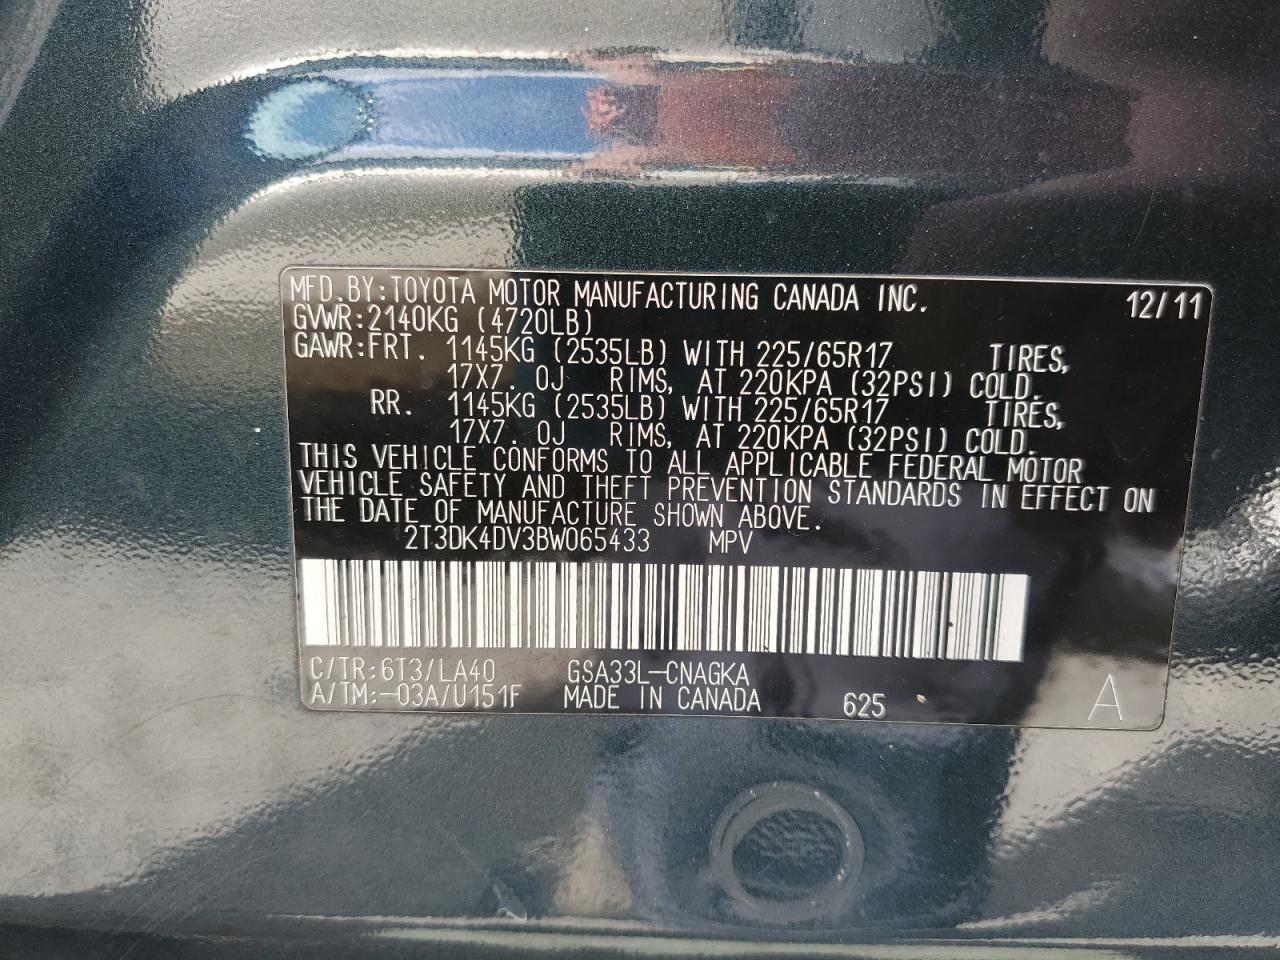 MFD.BY:TOYOTA MOTOR MANUFACTURING CANADA INC. 12/11
GVWR:2140KG (4720LB)
GAWR:FRT. 1145KG (2535LB) WITH 225/65R17 TIRES,
17X7.0J RIMS, AT 220KPA (32PSI) COLD.
RR. 1145KG (2535LB) WITH 225/65R17 TIRES,
17X7.0J RIMS, AT 220KPA (32PSI) COLD.
THIS VEHICLE CONFORMS TO ALL APPLICABLE FEDERAL MOTOR
VEHICLE SAFETY AND THEFT PREVENTION STANDARDS IN EFFECT ON
THE DATE OF MANUFACTURE SHOWN ABOVE.
2T3DK4DV3BW065433 MPV
C/TR:6T3/LA40 GSA33L-CNAGKA
A/TM:-03A/U151F MADE IN CANADA 625 A